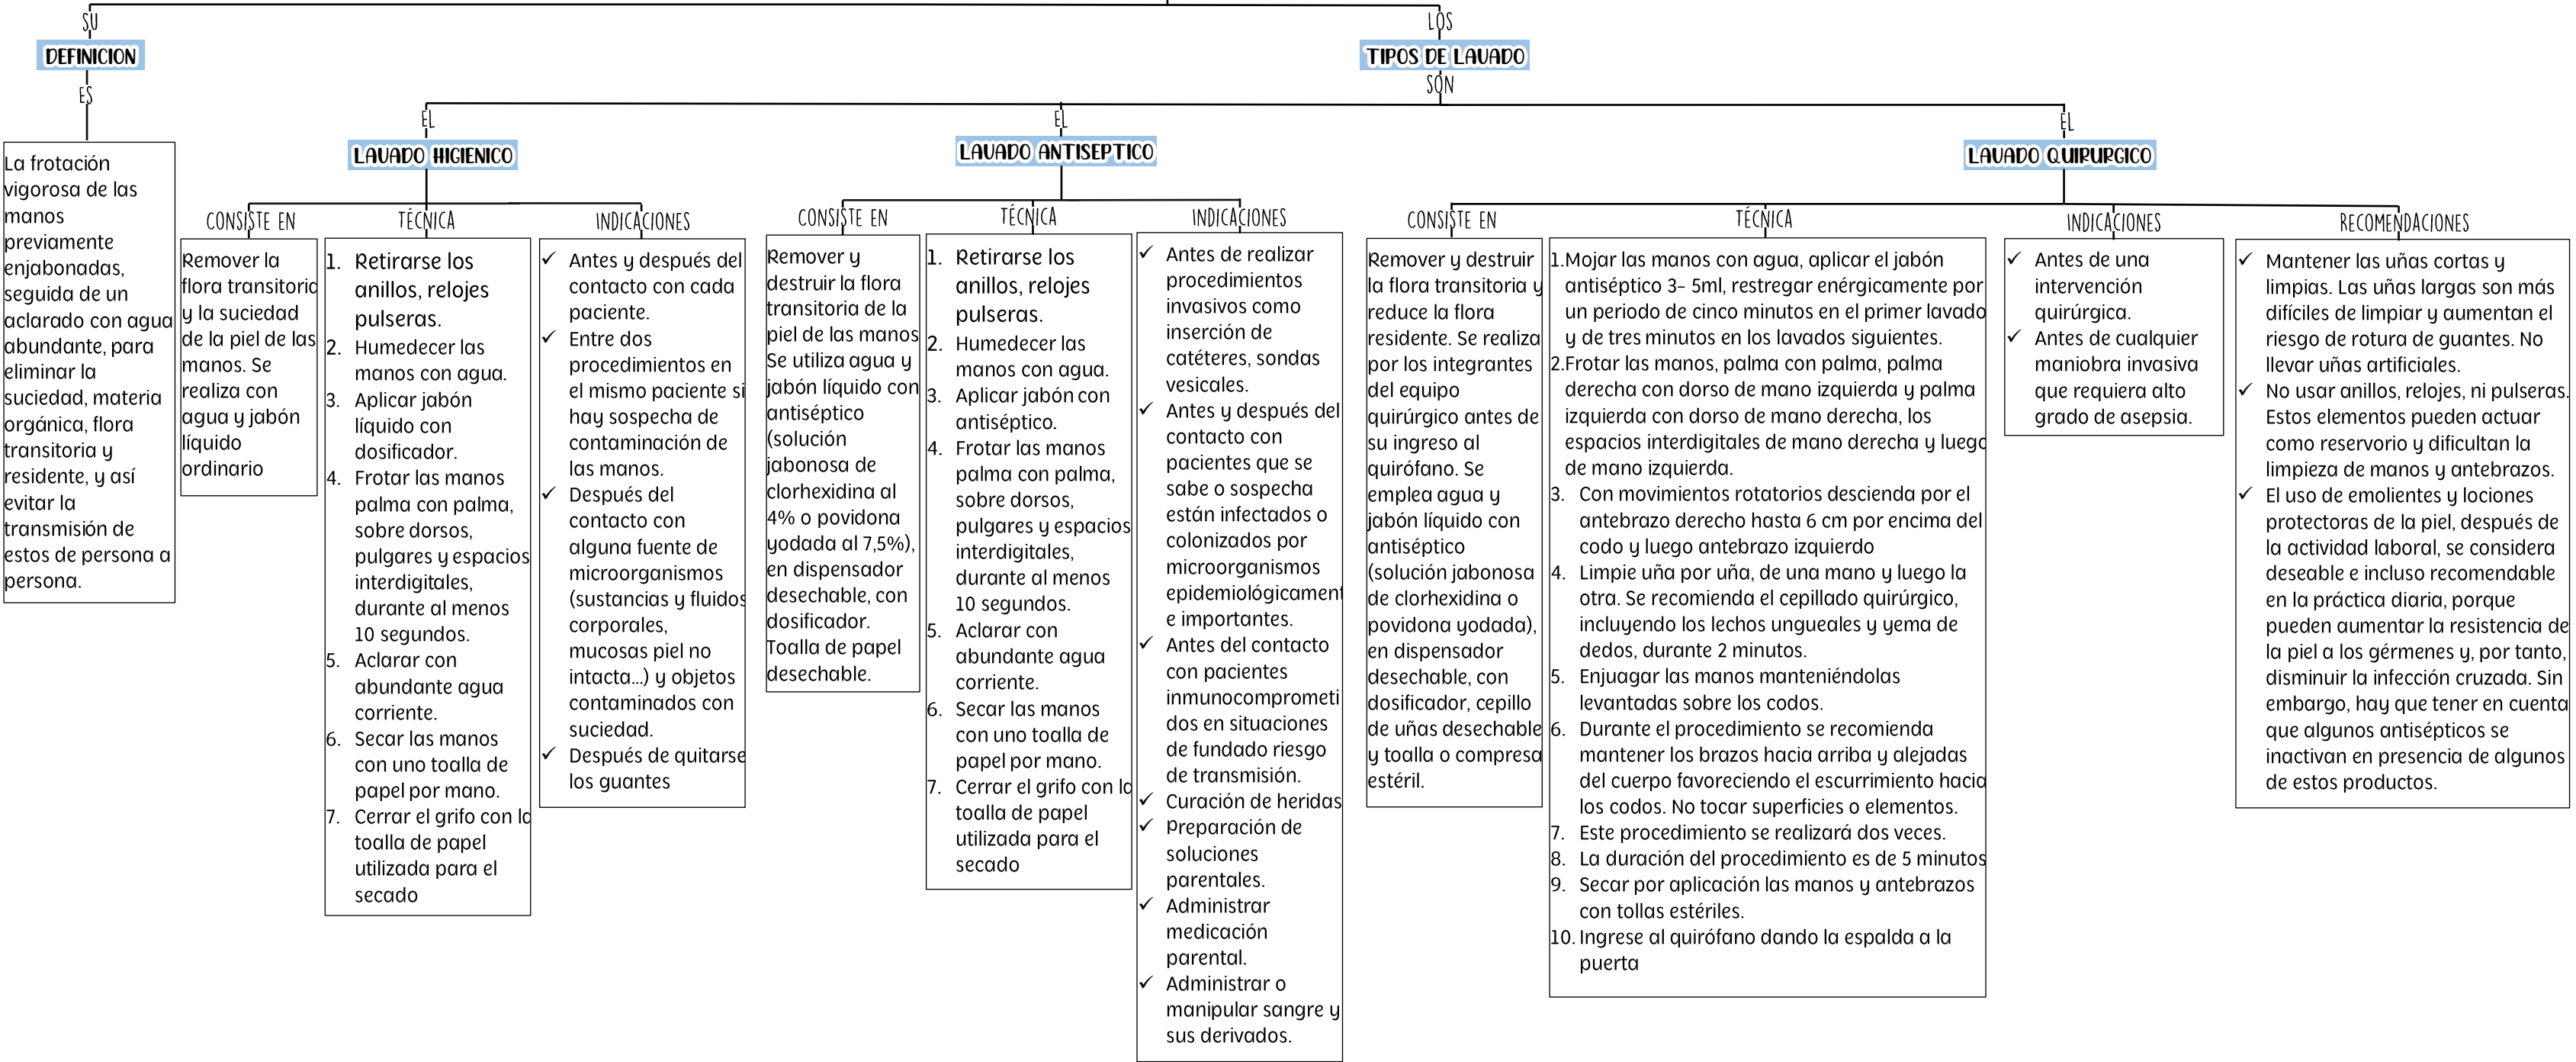 SU
DEFINICION
ES
La frotación
vigorosa de las
manos
previamente
enjabonadas,
seguida de un
aclarado con agua
abundante, para
eliminar la
suciedad, materia
orgánica, flora
transitoria y
residente, y así
evitar la
transmisión de
estos de persona a
persona.
LOS
TIPOS DE LAVADO
SON
EL
LAVADO HIGIENICO
CONSISTE EN
Remover la
flora transitoria
y la suciedad
de la piel de las
manos. Se
realiza con
agua y jabón
líquido
ordinario
TÉCNICA
1. Retirarse los
anillos, relojes
pulseras.
2. Humedecer las
manos con agua.
3. Aplicar jabón
líquido con
dosificador.
4. Frotar las manos
palma con palma,
sobre dorsos,
pulgares y espacios
interdigitales,
durante al menos
10 segundos.
5. Aclarar con
abundante agua
corriente.
6. Secar las manos
con uno toalla de
papel por mano.
7. Cerrar el grifo con la
toalla de papel
utilizada para el
secado
INDICACIONES
✓ Antes y después del
contacto con cada
paciente.
✓ Entre dos
procedimientos en
el mismo paciente si
hay sospecha de
contaminación de
las manos.
✓ Después del
contacto con
alguna fuente de
microorganismos
(sustancias y fluidos
corporales,
mucosas piel no
intacta...) y objetos
contaminados con
suciedad.
✓ Después de quitarse
los guantes
EL
LAVADO ANTISEPTICO
CONSISTE EN
Remover y
destruir la flora
transitoria de la
piel de las manos
Se utiliza agua y
jabón líquido con
antiséptico
(solución
jabonosa de
clorhexidina al
4% o povidona
yodada al 7,5%),
en dispensador
desechable, con
dosificador.
Toalla de papel
desechable.
TÉCNICA
1. Retirarse los
anillos, relojes
pulseras.
2. Humedecer las
manos con agua.
3. Aplicar jabón con
antiséptico.
4. Frotar las manos
palma con palma,
sobre dorsos,
pulgares y espacios
interdigitales,
durante al menos
10 segundos.
5. Aclarar con
abundante agua
corriente.
6. Secar las manos
con uno toalla de
papel por mano.
7. Cerrar el grifo con la
toalla de papel
utilizada para el
secado
INDICACIONES
✓ Antes de realizar
procedimientos
invasivos como
inserción de
catéteres, sondas
vesicales.
✓ Antes y después del
contacto con
pacientes que se
sabe o sospecha
están infectados o
colonizados por
microorganismos
epidemiológicament
e importantes.
✓ Antes del contacto
con pacientes
inmunocomprometi
dos en situaciones
de fundado riesgo
de transmisión.
✓ Curación de heridas
✓ Preparación de
soluciones
parentales.
✓ Administrar
medicación
parental.
✓ Administrar o
manipular sangre y
sus derivados.
EL
LAVADO QUIRURGICO
CONSISTE EN
Remover y destruir
la flora transitoria y
reduce la flora
residente. Se realiza
por los integrantes
del equipo
quirúrgico antes de
su ingreso al
quirófano. Se
emplea agua y
jabón líquido con
antiséptico
(solución jabonosa
de clorhexidina o
povidona yodada),
en dispensador
desechable, con
dosificador, cepillo
de uñas desechable
y toalla o compresa
estéril.
TÉCNICA
1.Mojar las manos con agua, aplicar el jabón
antiséptico 3– 5ml, restregar enérgicamente por
un periodo de cinco minutos en el primer lavado
y de tres minutos en los lavados siguientes.
2.Frotar las manos, palma con palma, palma
derecha con dorso de mano izquierda y palma
izquierda con dorso de mano derecha, los
espacios interdigitales de mano derecha y luego
de mano izquierda.
3. Con movimientos rotatorios descienda por el
antebrazo derecho hasta 6 cm por encima del
codo y luego antebrazo izquierdo
4. Limpie uña por uña, de una mano y luego la
otra. Se recomienda el cepillado quirúrgico,
incluyendo los lechos ungueales y yema de
dedos, durante 2 minutos.
5. Enjuagar las manos manteniéndolas
levantadas sobre los codos.
6. Durante el procedimiento se recomienda
mantener los brazos hacia arriba y alejadas
del cuerpo favoreciendo el escurrimiento hacia
los codos. No tocar superficies o elementos.
7. Este procedimiento se realizará dos veces.
8. La duración del procedimiento es de 5 minutos
9. Secar por aplicación las manos y antebrazos
con tollas estériles.
10. Ingrese al quirófano dando la espalda a la
puerta
INDICACIONES
✓ Antes de una
intervención
quirúrgica.
✓ Antes de cualquier
maniobra invasiva
que requiera alto
grado de asepsia.
RECOMENDACIONES
✓ Mantener las uñas cortas y
limpias. Las uñas largas son más
difíciles de limpiar y aumentan el
riesgo de rotura de guantes. No
llevar uñas artificiales.
✓ No usar anillos, relojes, ni pulseras.
Estos elementos pueden actuar
como reservorio y dificultan la
limpieza de manos y antebrazos.
✓ El uso de emolientes y lociones
protectoras de la piel, después de
la actividad laboral, se considera
deseable e incluso recomendable
en la práctica diaria, porque
pueden aumentar la resistencia de
la piel a los gérmenes y, por tanto,
disminuir la infección cruzada. Sin
embargo, hay que tener en cuenta
que algunos antisépticos se
inactivan en presencia de algunos
de estos productos.